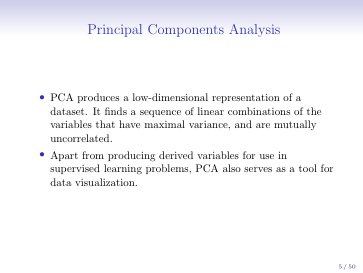 Principal Components Analysis
• PCA produces a low-dimensional representation of a
dataset. It finds a sequence of linear combinations of the
variables that have maximal variance, and are mutually
uncorrelated.
• Apart from producing derived variables for use in
supervised learning problems, PCA also serves as a tool for
data visualization.
5 / 50